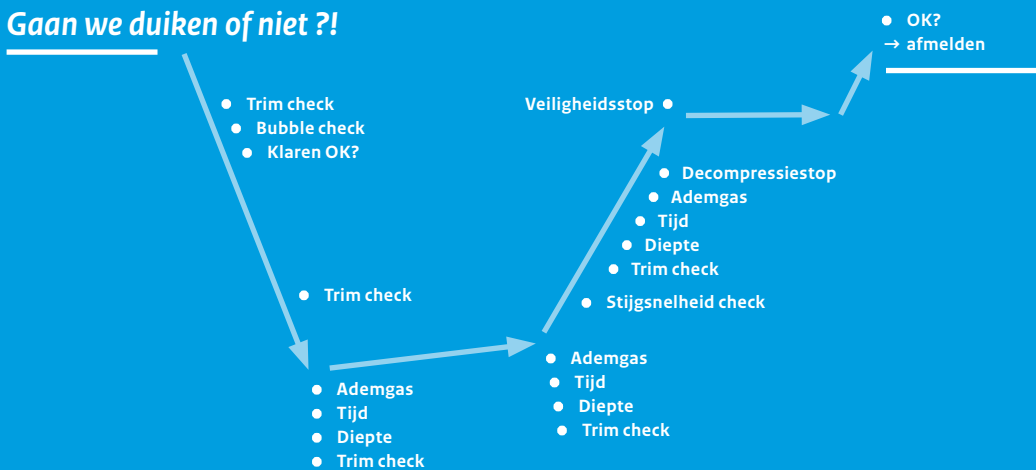 Gaan we duiken of niet ?!
Trim check
Bubble check
Klaren OK?
Trim check
Ademgas
Tijd
Diepte
Trim check
Ademgas
Tijd
Diepte
Trim check
Stijgsnelheid check
Trim check
Diepte
Tijd
Ademgas
Decompressiestop
Veiligheidsstop
OK?
→ afmelden